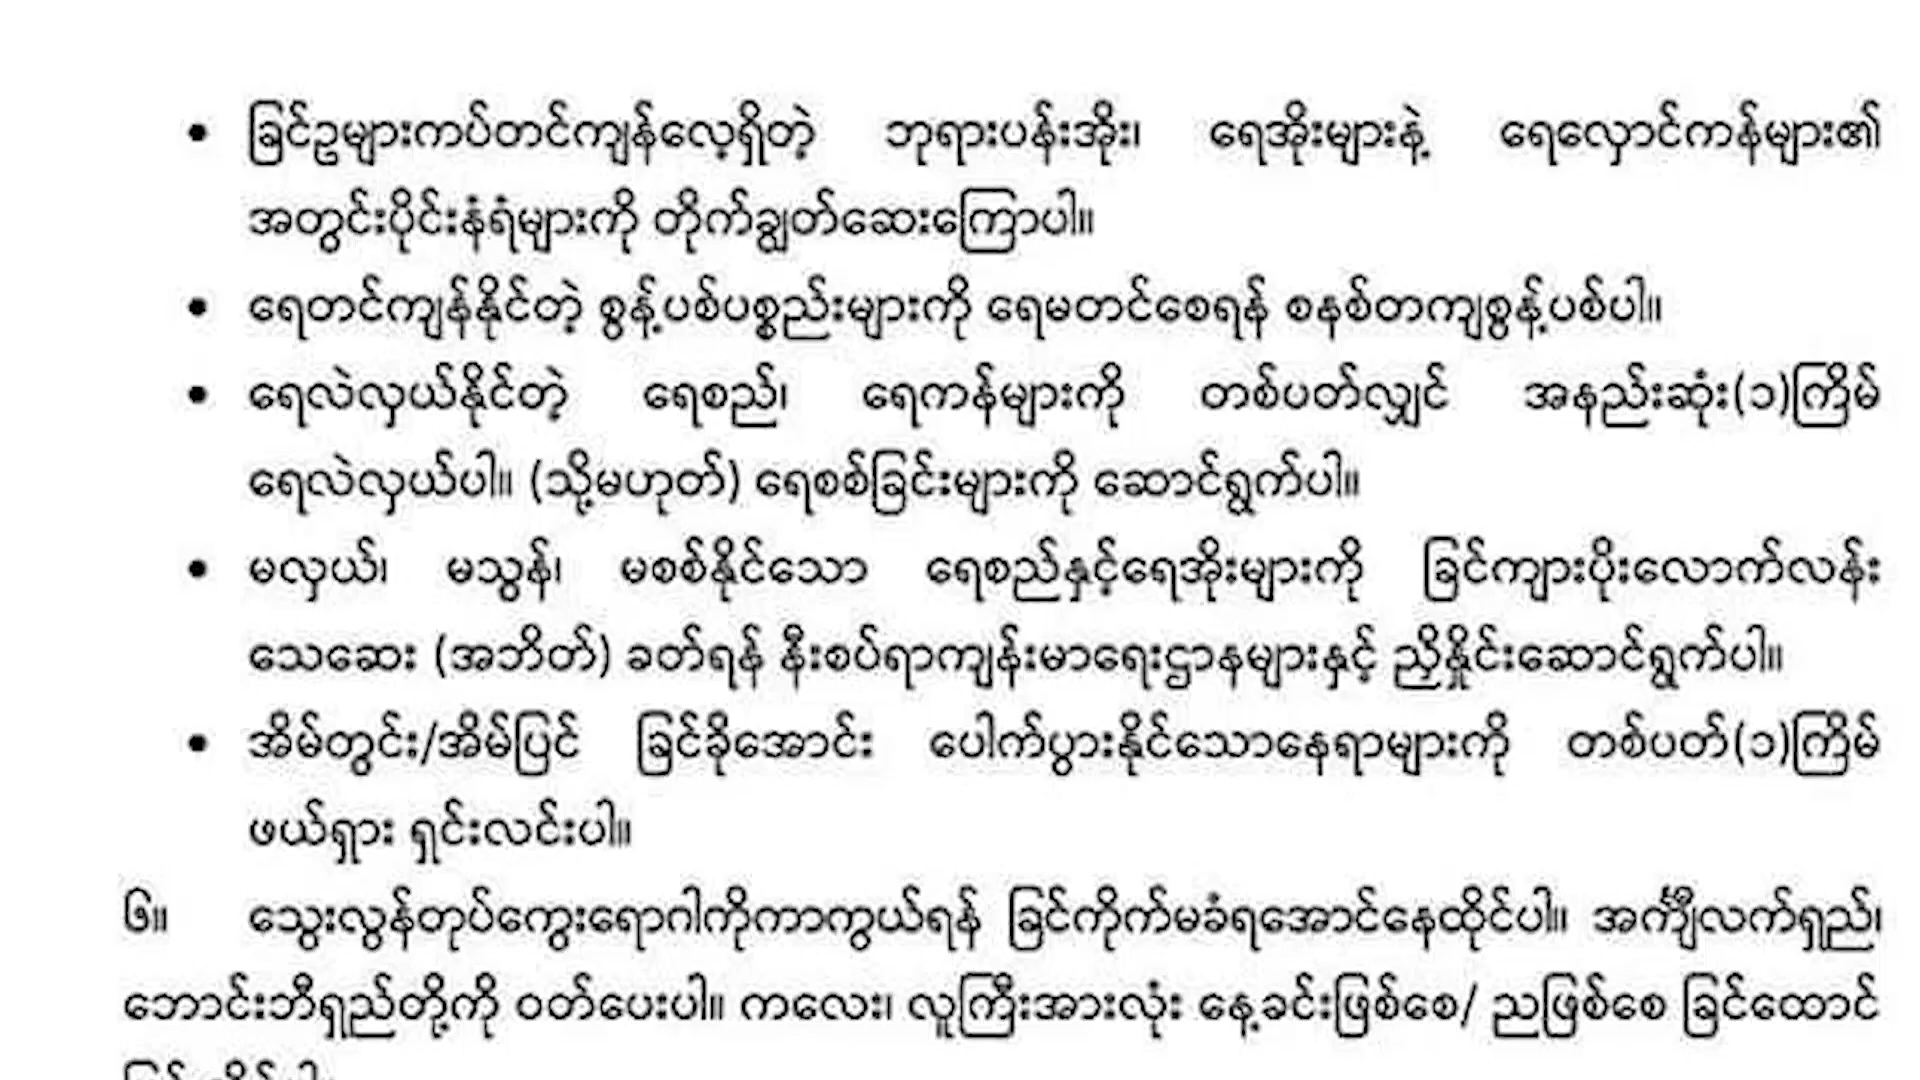 • ခြင်ဥများကပ်တင်ကျန်လေ့ရှိတဲ့ ဘုရားပန်းအိုး၊ ရေအိုးများနဲ့ ရေလှောင်ကန်များ၏
အတွင်းပိုင်းနံရံများကို တိုက်ချွတ်ဆေးကြောပါ။
• ရေတင်ကျန်နိုင်တဲ့ စွန့်ပစ်ပစ္စည်းများကို ရေမတင်စေရန် စနစ်တကျစွန့်ပစ်ပါ။
• ရေလဲလှယ်နိုင်တဲ့ ရေစည်၊ ရေကန်များကို တစ်ပတ်လျှင် အနည်းဆုံး(၁)ကြိမ်
ရေလဲလှယ်ပါ။ (သို့မဟုတ်) ရေစစ်ခြင်းများကို ဆောင်ရွက်ပါ။
• မလှယ်၊ မသွန်၊ မစစ်နိုင်သော ရေစည်နှင့်ရေအိုးများကို ခြင်ကျားပိုးလောက်လန်း
သေဆေး (အဘိတ်) ခတ်ရန် နီးစပ်ရာကျန်းမာရေးဌာနများနှင့် ညှိနှိုင်းဆောင်ရွက်ပါ။
• အိမ်တွင်း/အိမ်ပြင် ခြင်ခိုအောင်း ပေါက်ပွားနိုင်သောနေရာများကို တစ်ပတ်(၁)ကြိမ်
ဖယ်ရှား ရှင်းလင်းပါ။
၆။ သွေးလွန်တုပ်ကွေးရောဂါကိုကာကွယ်ရန် ခြင်ကိုက်မခံရအောင်နေထိုင်ပါ။ အင်္ကျီလက်ရှည်၊
ဘောင်းဘီရှည်တို့ကို ဝတ်ပေးပါ။ ကလေး၊ လူကြီးအားလုံး နေ့ခင်းဖြစ်စေ/ ညဖြစ်စေ ခြင်ထောင်